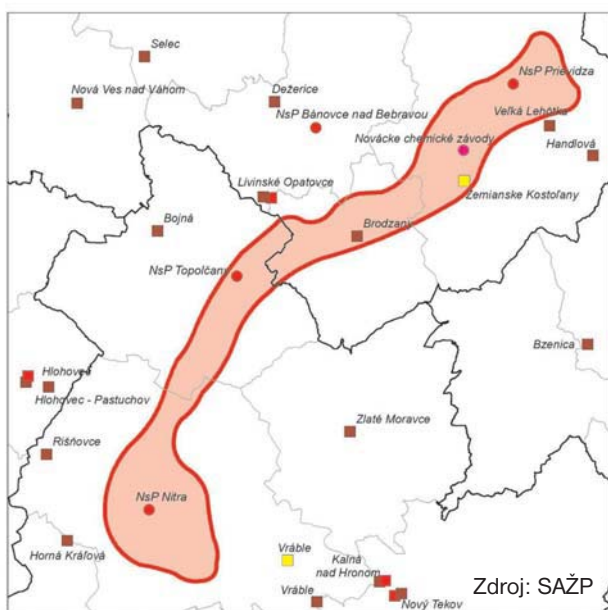 Selec
NsP Prievidza
Nová Ves nad Váhom
Dežerice
NsP Bánovce nad Bebravou
Veľká Lehôtka
Novácke chemické závody
Handlová
Livinské Opatovce
Zemianske Kostoľany
Bojná
Brodzany
NsP Topoľčany
Bzenica
Hlohovec
Hlohovec - Pastuchov
Zlaté Moravce
Rišňovce
NsP Nitra
Horná Kráľová
Vráble
Kalná
nad Hronom
Vráble
Nový Tekov
Zdroj: SAŽP